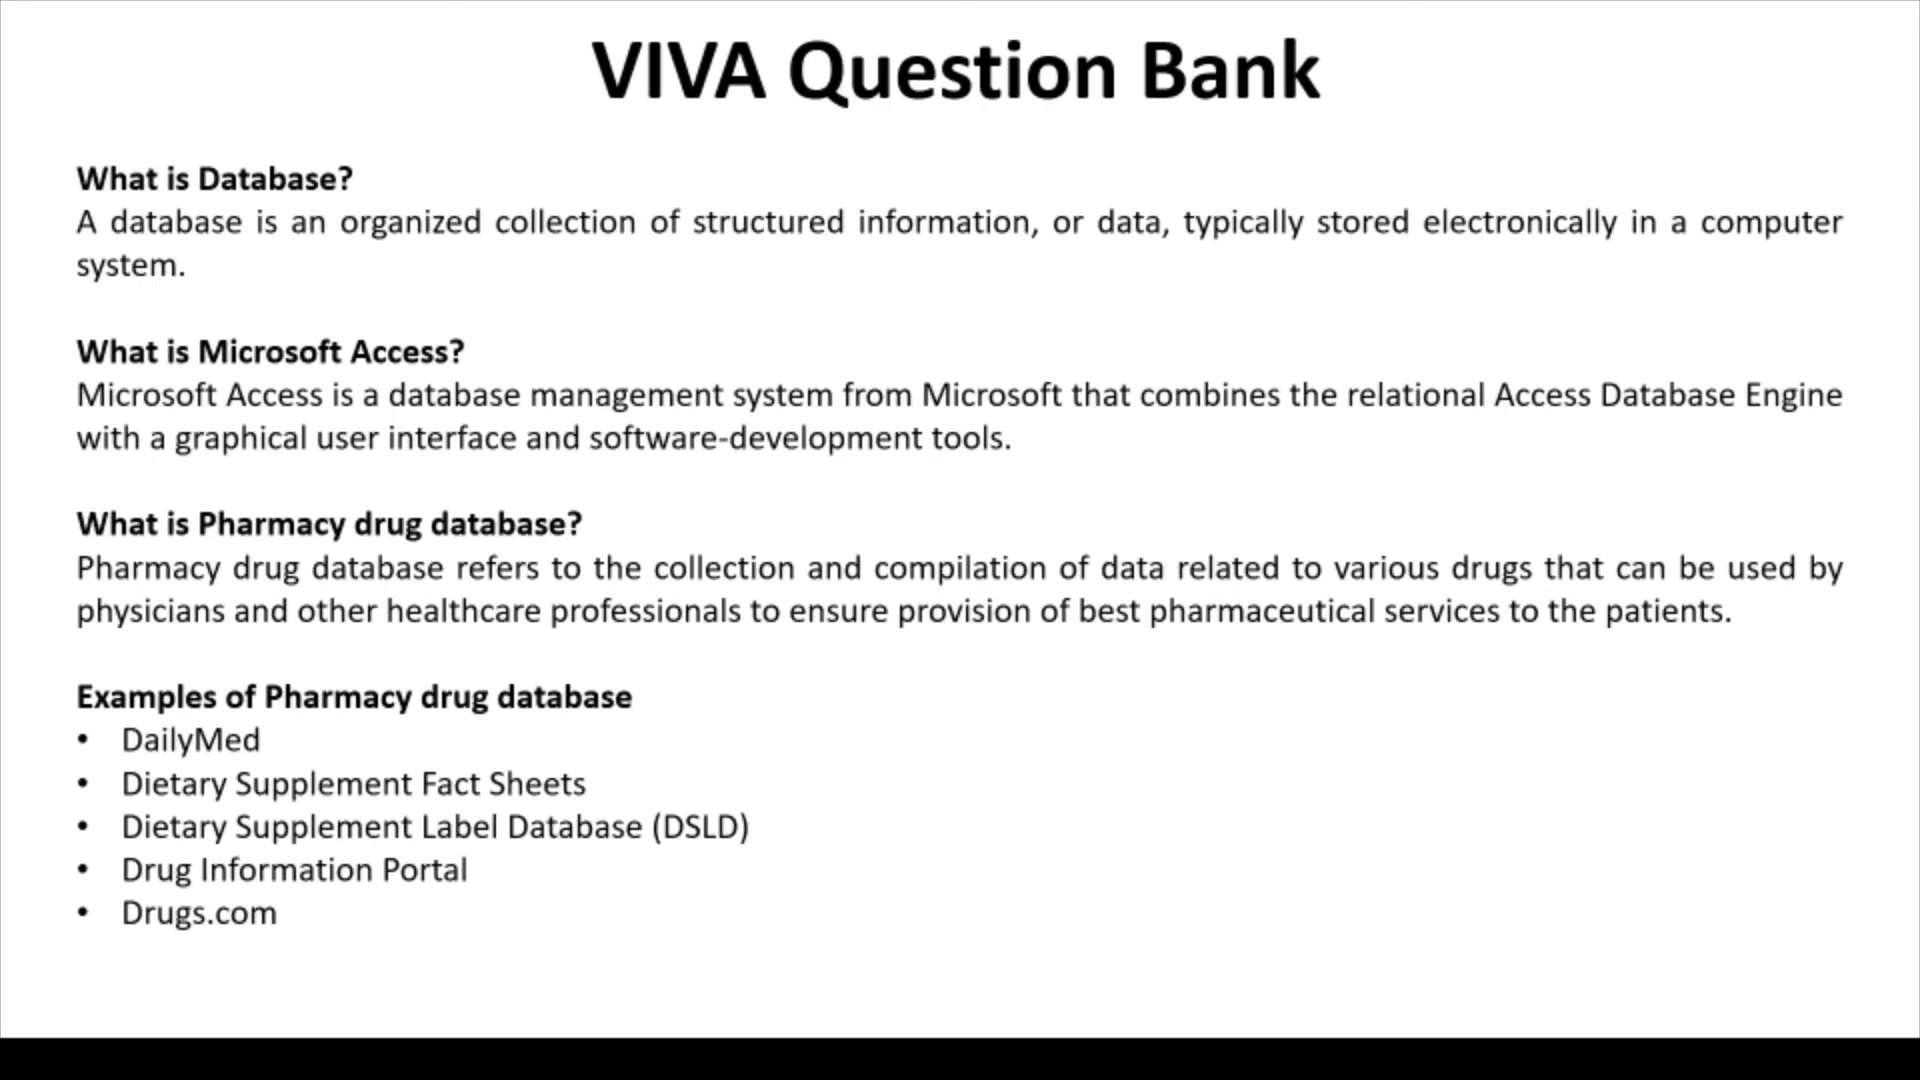 VIVA Question Bank
What is Database?
A database is an organized collection of structured information, or data, typically stored electronically in a computer
system.
What is Microsoft Access?
Microsoft Access is a database management system from Microsoft that combines the relational Access Database Engine
with a graphical user interface and software-development tools.
What is Pharmacy drug database?
Pharmacy drug database refers to the collection and compilation of data related to various drugs that can be used by
physicians and other healthcare professionals to ensure provision of best pharmaceutical services to the patients.
Examples of Pharmacy drug database
• DailyMed
• Dietary Supplement Fact Sheets
• Dietary Supplement Label Database (DSLD)
• Drug Information Portal
• Drugs.com